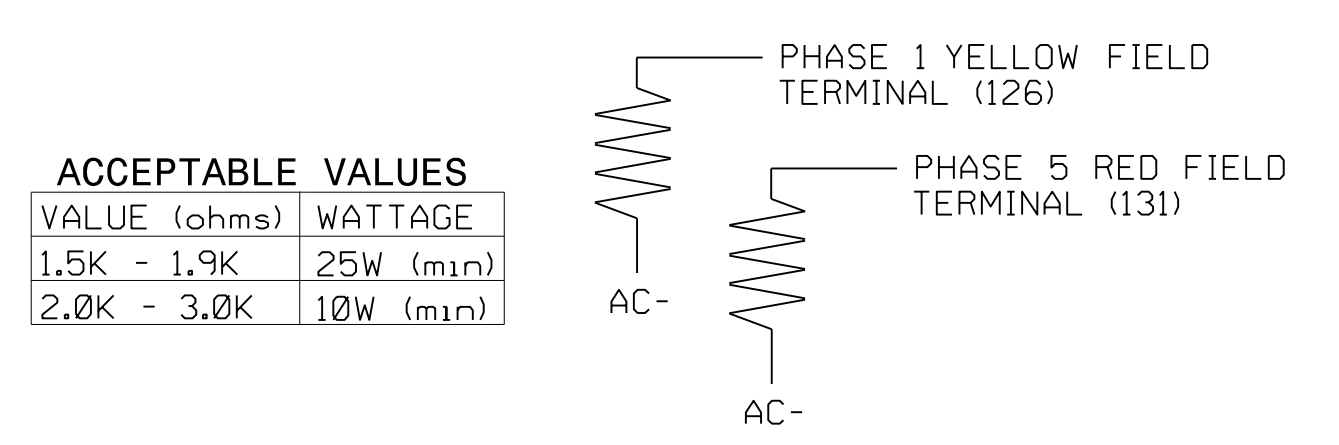 ACCEPTABLE VALUES
VALUE (ohms) WATTAGE
1.5K - 1.9K 25W (min)
2.0K - 3.0K 10W (min)
PHASE 1 YELLOW FIELD
TERMINAL (126)
AC-
PHASE 5 RED FIELD
TERMINAL (131)
AC-